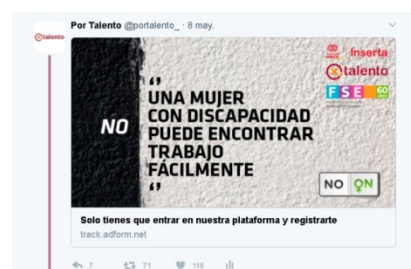 Por Talento @portalento_ · 8 may.
Inserta
talento
talento
FSE 60
“
NO
UNA MUJER
CON DISCAPACIDAD
PUEDE ENCONTRAR
TRABAJO
FÁCILMENTE
”
NO ON
Solo tienes que entrar en nuestra plataforma y registrarte
track.adform.net
7 71 118